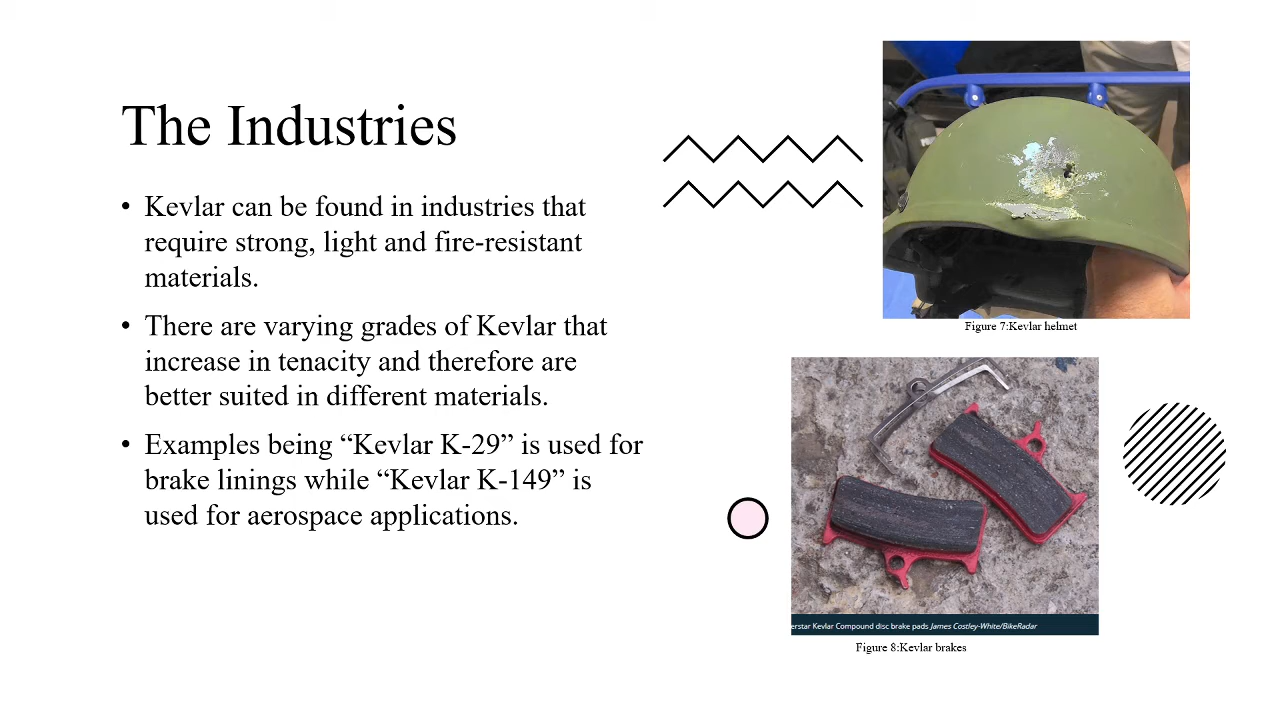 The Industries
• Kevlar can be found in industries that
require strong, light and fire-resistant
materials.
• There are varying grades of Kevlar that
increase in tenacity and therefore are
better suited in different materials.
• Examples being “Kevlar K-29” is used for
brake linings while “Kevlar K-149” is
used for aerospace applications.
Figure 7:Kevlar helmet
erstar Kevlar Compound disc brake pads James Costley-White/BikeRadar
Figure 8:Kevlar brakes